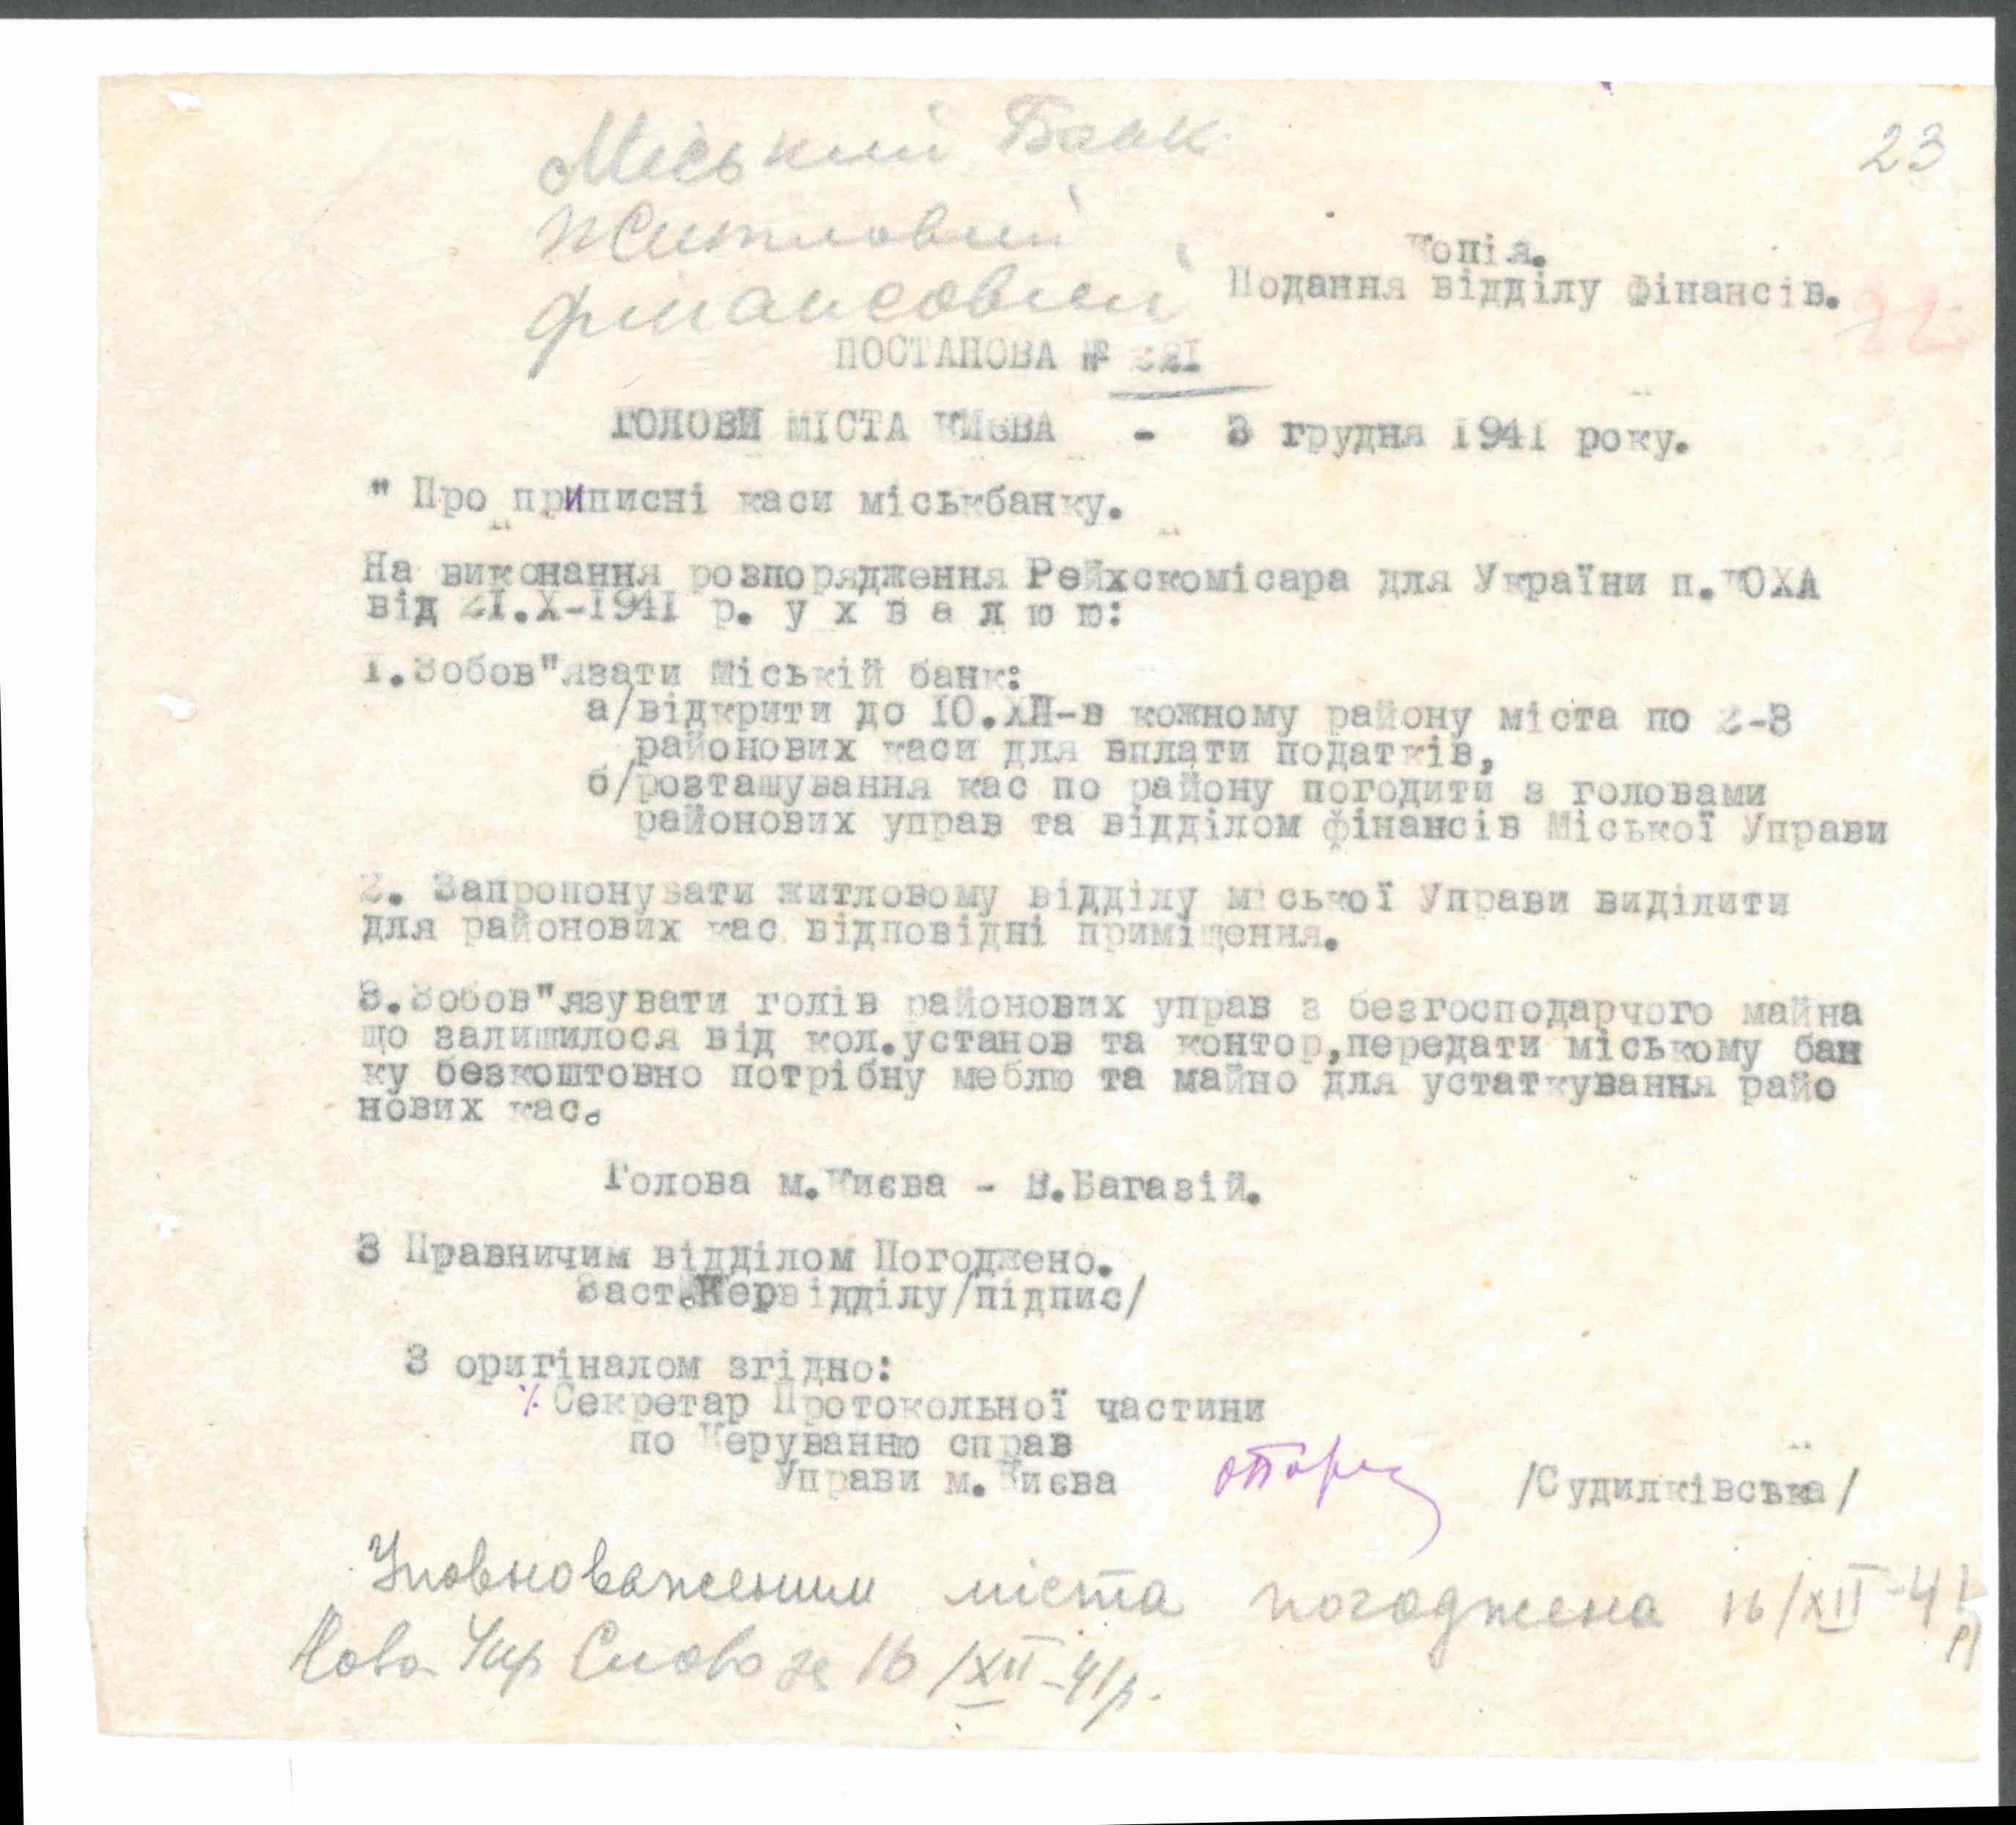 Міський Банк
23
Житловий
Копія.
фінансовий
Подання відділу Фінансів.
22
ПОСТАНОВА № 221
ГОЛОВИ МІСТА КИЄВА - 3 грудня 1941 року.
" Про приписні каси міськбанку.
На виконання розпорядження Рейхскомісара для України п.КОХА
від 21.X-1941 р. у х в а л ю ю:
1.Зобов"язати Міській банк:
а/відкрити до 10.XII-в кожному району міста по 2-3
районових каси для вплати податків,
б/розташування кас по району погодити з головами
районових управ та відділом фінансів Міської Управи
2. Запропонувати житловому відділу міської Управи виділити
для районових кас відповідні приміщення.
3.Зобов"язувати голів районових управ з безгосподарчого майна
що залишилося від кол.установ та контор,передати міському бан
ку безкоштовно потрібну меблю та майно для устаткування райо
нових кас.
Голова м.Києва - В.Багазій.
З Правничим відділом Погоджено.
Заст.Кервідділу/підпис/
З оригіналом згідно:
Секретар Протокольної частини
по Керуванню справ
Управи м.Києва /Судилківська/
Уповноваженим міста погоджена 16/XII-41
Нове Укр Слово за 16/XII-41р.